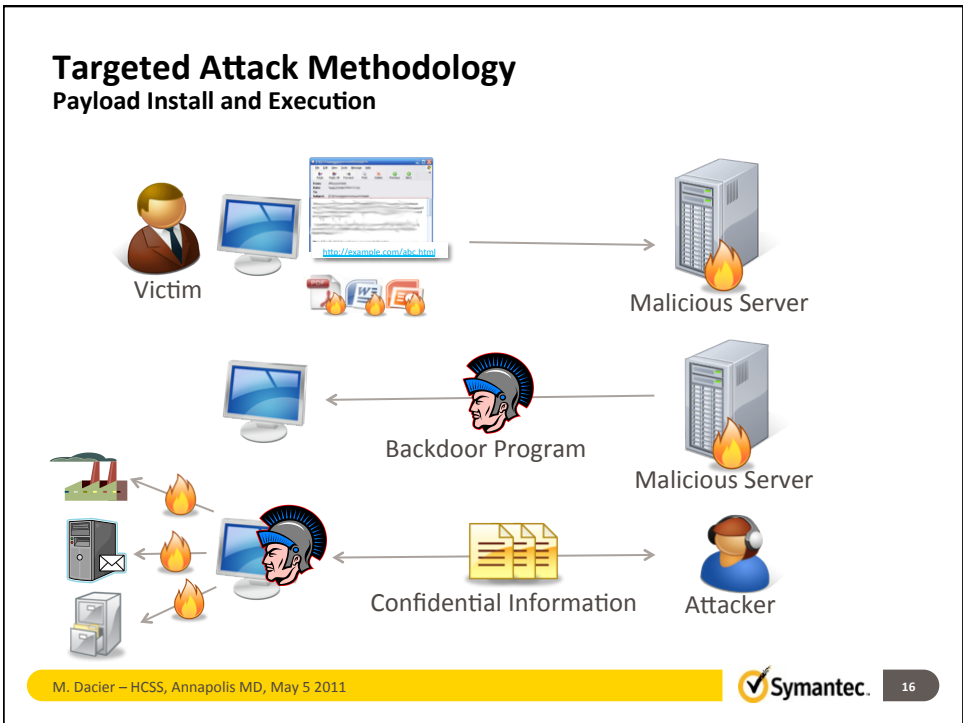 Targeted Attack Methodology
Payload Install and Execution
http://example.com/abc.html
PDF
W
Victim
Malicious Server
Backdoor Program
Malicious Server
Confidential Information
Attacker
M. Dacier – HCSS, Annapolis MD, May 5 2011
Symantec.
16